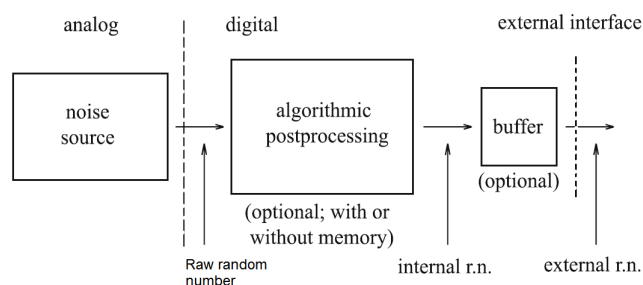 analog
digital
external interface
noise
source
algorithmic
postprocessing
buffer
(optional)
(optional; with or
without memory)
Raw random
number
internal r.n.
external r.n.